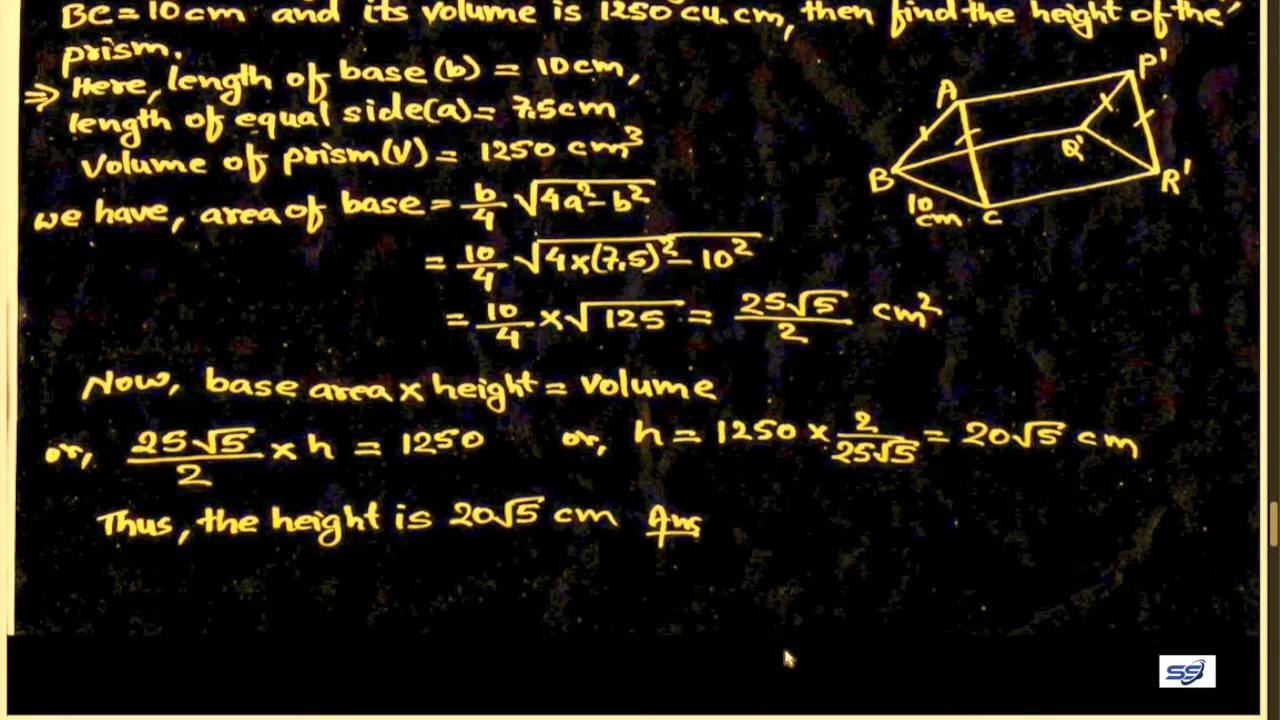 BC = 10 cm and its volume is 1250 cu. cm, then find the height of the
prism.
⇒ Here, length of base (b) = 10 cm,
length of equal side (a) = 7.5 cm
Volume of prism (V) = 1250 cm³
we have, area of base = b/4 √(4a² - b²)
= 10/4 √(4×(7.5)² - 10²)
= 10/4 × √125 = 25√5/2 cm²
Now, base area × height = volume
or, 25√5/2 × h = 1250 or, h = 1250 × 2/25√5 = 20√5 cm
Thus, the height is 20√5 cm Ans
A P'
B Q' R'
10 cm C
SS